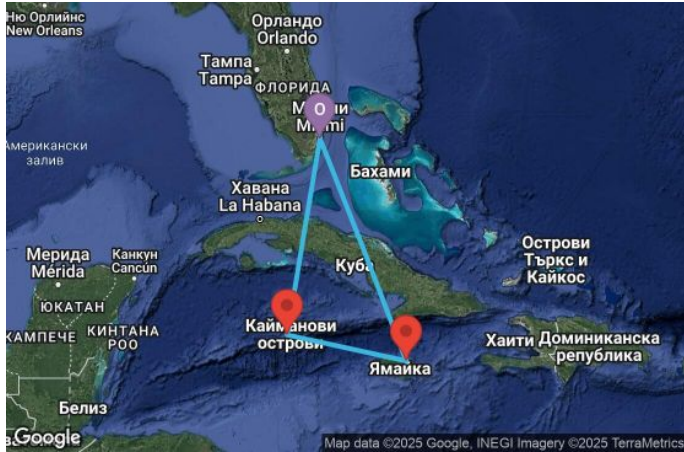 Ню Орлийнс
New Orleans
Орландо
Orlando
Тампа
Tampa
ФЛОРИДА
O
Miami
Американски
залив
Бахами
Хавана
La Habana
Мерида
Mérida
Канкун
Cancún
Куба
Острови
Търкс и
Кайкос
ЮКАТАН
КАМПЕЧЕ
КИНТАНА
РОО
Кайманови
острови
Ямайка
Хаити
Доминиканска
република
Белиз
Google
Map data ©2025 Google, INEGI Imagery ©2025 TerraMetrics